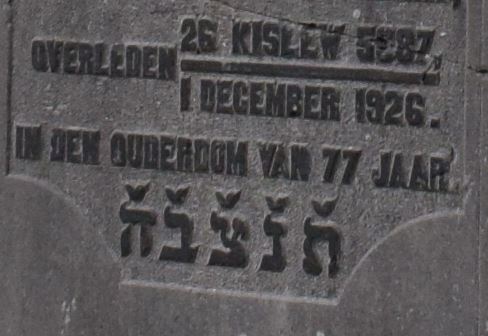 OVERLEDEN 26 KISLEW 5687
1 DECEMBER 1926.
IN DEN OUDERDOM VAN 77 JAAR
תנצבה